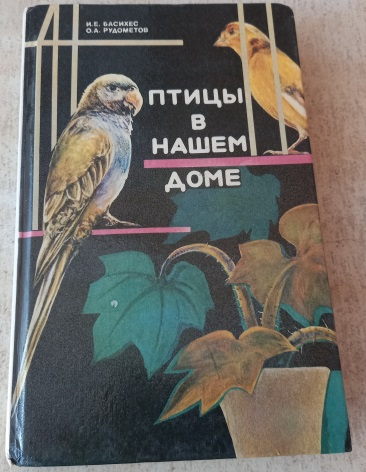 И.Е. БАСИХЕС
О.А. РУДОМЕТОВ
ПТИЦЫ
В
НАШЕМ
ДОМЕ